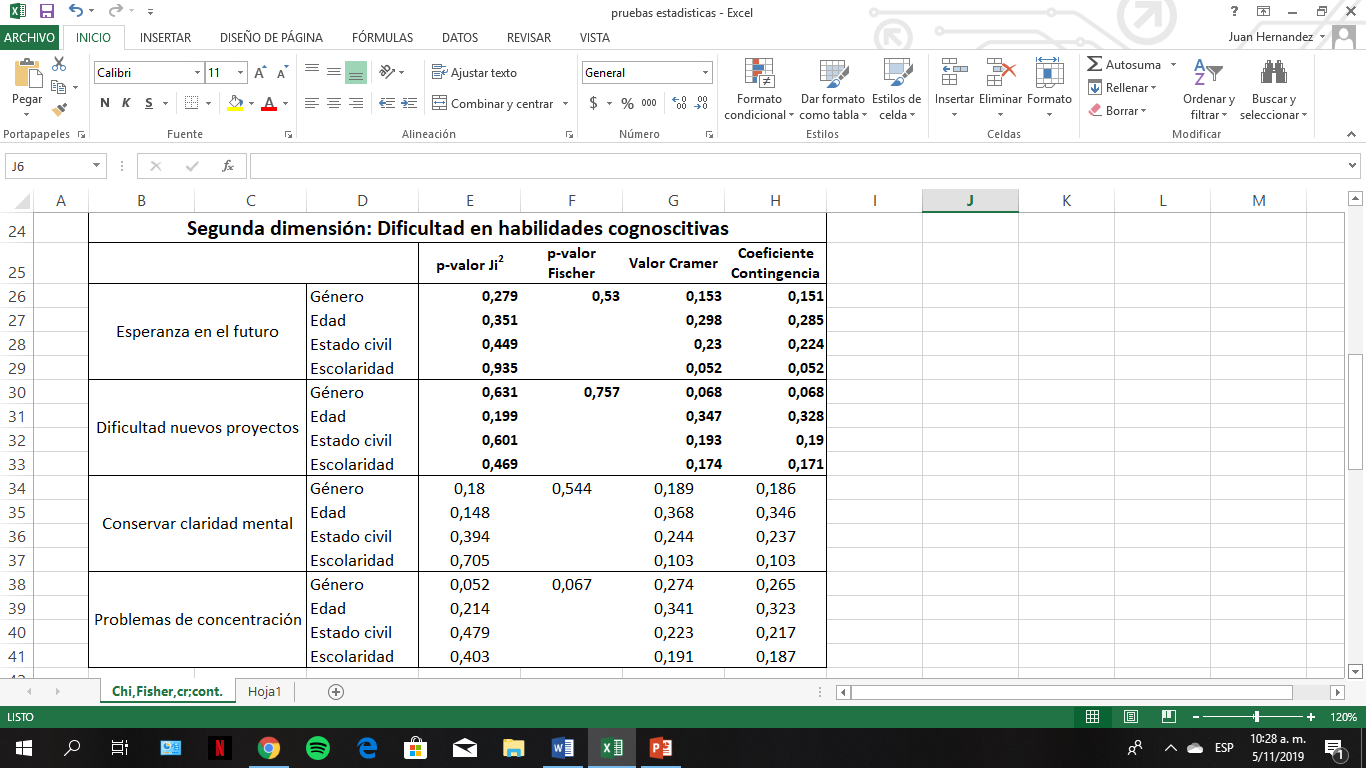 pruebas estadisticas - Excel
?
ARCHIVO INICIO INSERTAR DISEÑO DE PÁGINA FÓRMULAS DATOS REVISAR VISTA Juan Hernandez
Pegar
Portapapeles
Calibri 11
N K S
Fuente
Ajustar texto
Combinar y centrar
Alineación
General
$ % 000
Número
Formato condicional
Dar formato como tabla
Estilos de celda
Estilos
Insertar Eliminar Formato
Celdas
Autosuma
Rellenar
Borrar
Ordenar y filtrar
Buscar y seleccionar
Modificar
J6 fx
A B C D E F G H I J K L M
24 Segunda dimensión: Dificultad en habilidades cognoscitivas
25 p-valor Ji² p-valor Fischer Valor Cramer Coeficiente Contingencia
26 Género 0,279 0,53 0,153 0,151
Esperanza en el futuro
27 Edad 0,351 0,298 0,285
28 Estado civil 0,449 0,23 0,224
29 Escolaridad 0,935 0,052 0,052
30 Género 0,631 0,757 0,068 0,068
Dificultad nuevos proyectos
31 Edad 0,199 0,347 0,328
32 Estado civil 0,601 0,193 0,19
33 Escolaridad 0,469 0,174 0,171
34 Género 0,18 0,544 0,189 0,186
Conservar claridad mental
35 Edad 0,148 0,368 0,346
36 Estado civil 0,394 0,244 0,237
37 Escolaridad 0,705 0,103 0,103
38 Género 0,052 0,067 0,274 0,265
Problemas de concentración
39 Edad 0,214 0,341 0,323
40 Estado civil 0,479 0,223 0,217
41 Escolaridad 0,403 0,191 0,187
Chi,Fisher,cr;cont. Hoja1
LISTO 120%
ESP
10:28 a. m.
5/11/2019
1